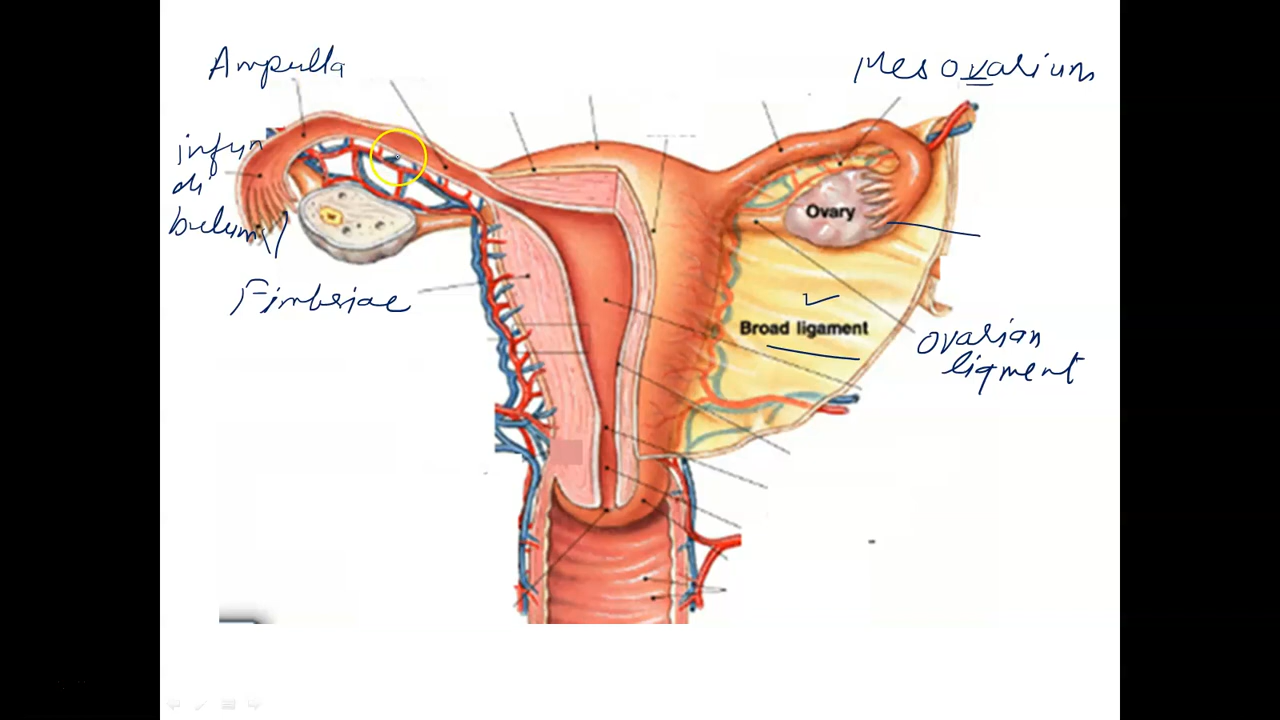 Ampulla
Mesovarium
infun
di
bulum
Ovary
Fimbriae
Broad ligament
ovarian
ligment